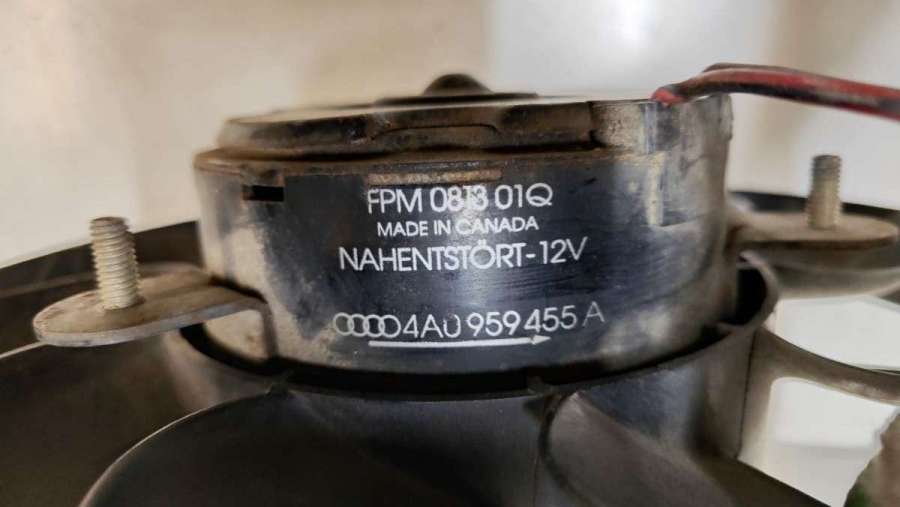 FPM 0813 01Q
MADE IN CANADA
NAHENTSTÖRT-12V
4A0 959 455 A